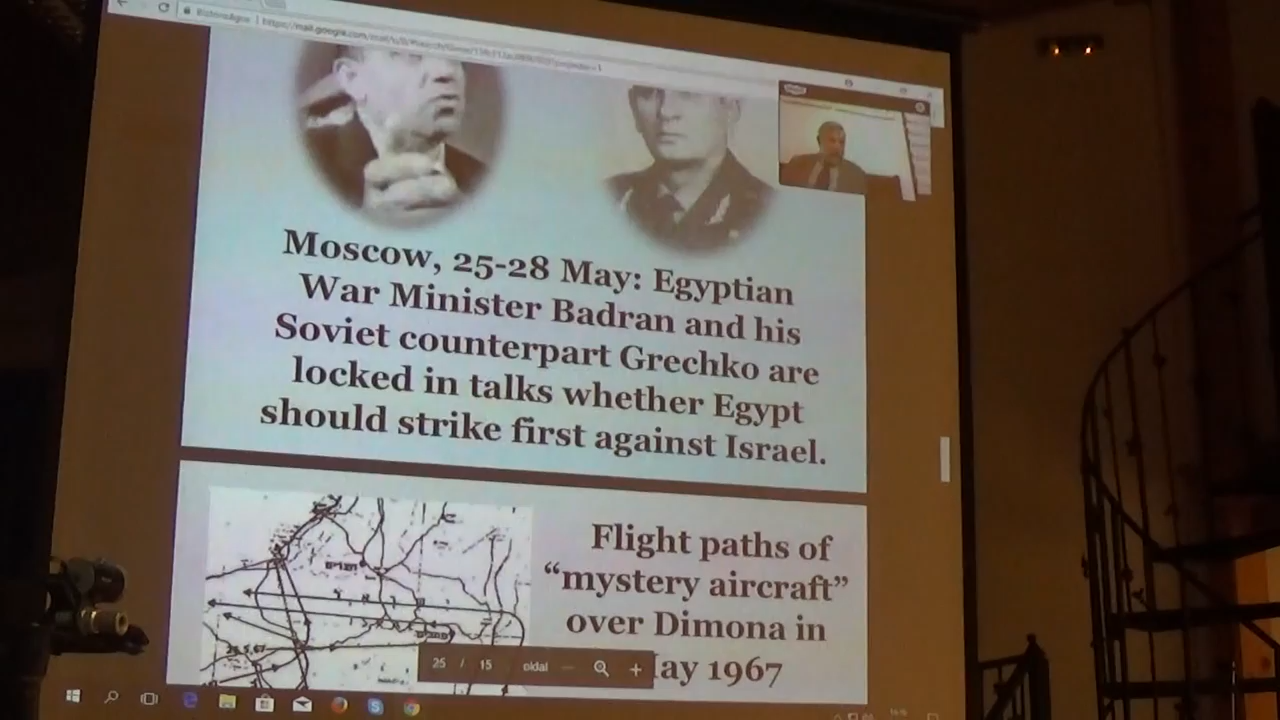 Moscow, 25-28 May: Egyptian
War Minister Badran and his
Soviet counterpart Grechko are
locked in talks whether Egypt
should strike first against Israel.
Flight paths of
“mystery aircraft”
over Dimona in
ay 1967
25 / 15 oldal